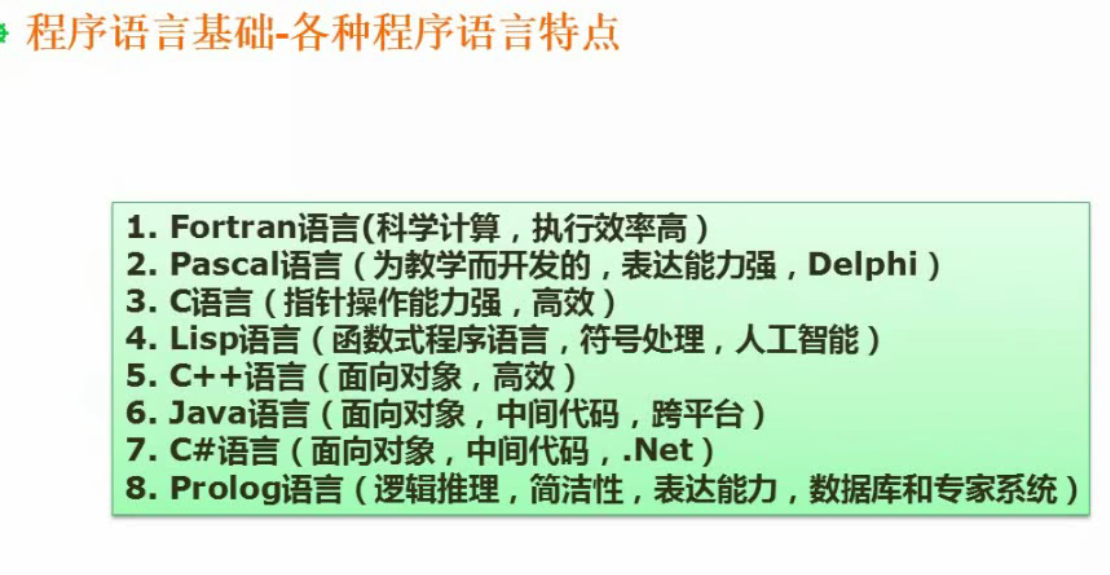 程序语言基础-各种程序语言特点
1. Fortran语言(科学计算，执行效率高）
2. Pascal语言（为教学而开发的，表达能力强，Delphi）
3. C语言（指针操作能力强，高效）
4. Lisp语言（函数式程序语言，符号处理，人工智能）
5. C++语言（面向对象，高效）
6. Java语言（面向对象，中间代码，跨平台）
7. C#语言（面向对象，中间代码，.Net）
8. Prolog语言（逻辑推理，简洁性，表达能力，数据库和专家系统）